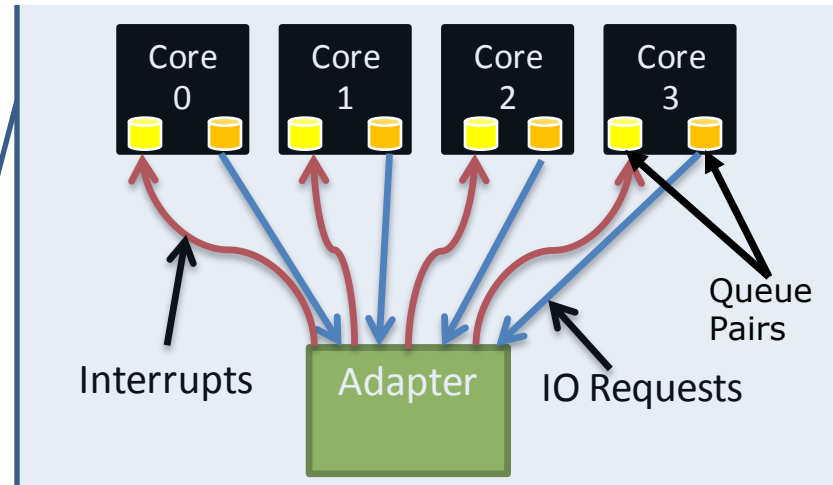 Core
0
Core
1
Core
2
Core
3
Queue
Pairs
Interrupts
Adapter
IO Requests